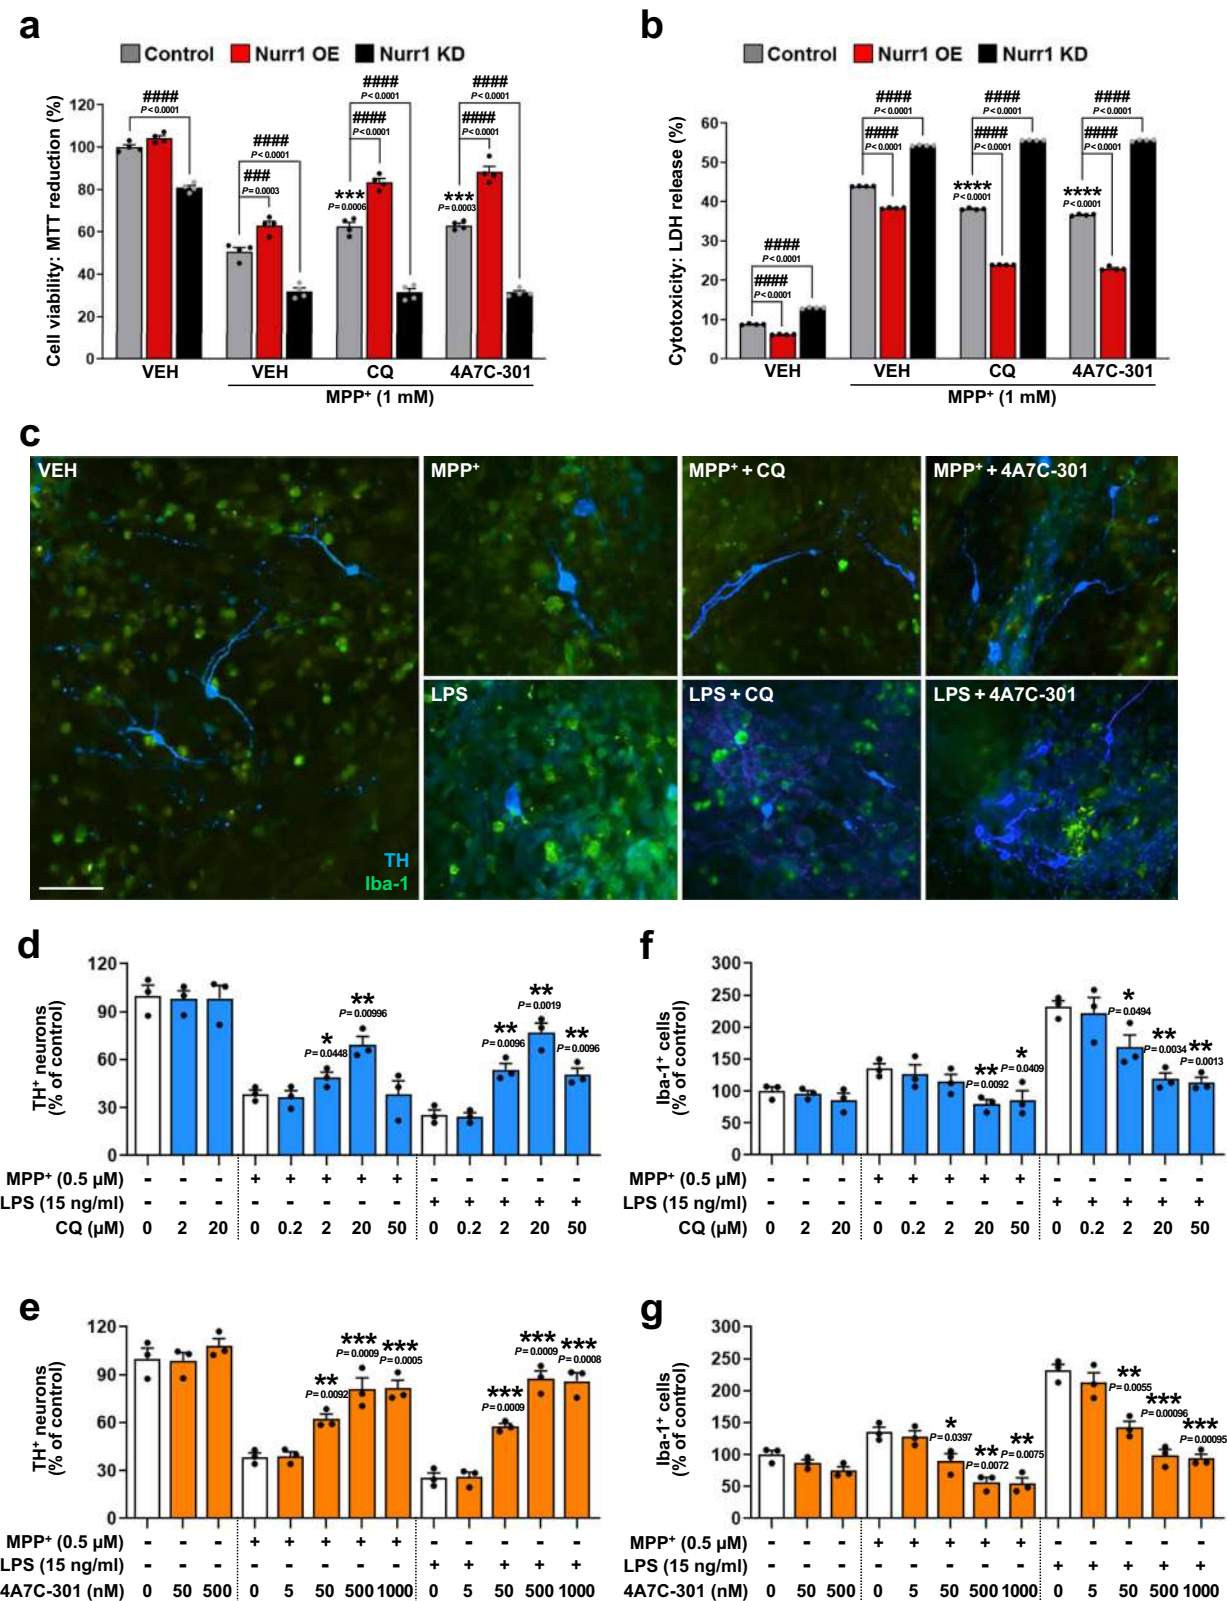 a
Control Nurr1 OE Nurr1 KD
Cell viability: MTT reduction (%)
120
100
80
60
40
20
0
####
P < 0.0001
####
P < 0.0001
###
P = 0.0003
####
P < 0.0001
####
P < 0.0001
***
P = 0.0006
####
P < 0.0001
####
P < 0.0001
***
P = 0.0003
VEH VEH CQ 4A7C-301
MPP+ (1 mM)
b
Control Nurr1 OE Nurr1 KD
Cytotoxicity: LDH release (%)
60
50
40
30
20
10
0
####
P < 0.0001
####
P < 0.0001
####
P < 0.0001
####
P < 0.0001
####
P < 0.0001
####
P < 0.0001
****
P < 0.0001
####
P < 0.0001
####
P < 0.0001
****
P < 0.0001
VEH VEH CQ 4A7C-301
MPP+ (1 mM)
c
VEH
MPP+
MPP+ + CQ
MPP+ + 4A7C-301
LPS
LPS + CQ
LPS + 4A7C-301
TH
Iba-1
d
TH+ neurons
(% of control)
120
90
60
30
0
*
P = 0.0448
**
P = 0.00996
**
P = 0.0096
**
P = 0.0019
**
P = 0.0096
MPP+ (0.5 µM) - - - + + + + + - - - - -
LPS (15 ng/ml) - - - - - - - - + + + + +
CQ (µM) 0 2 20 0 0.2 2 20 50 0 0.2 2 20 50
f
Iba-1+ cells
(% of control)
300
250
200
150
100
50
0
**
P = 0.0092
*
P = 0.0409
*
P = 0.0494
**
P = 0.0034
**
P = 0.0013
MPP+ (0.5 µM) - - - + + + + + - - - - -
LPS (15 ng/ml) - - - - - - - - + + + + +
CQ (µM) 0 2 20 0 0.2 2 20 50 0 0.2 2 20 50
e
TH+ neurons
(% of control)
120
90
60
30
0
**
P = 0.0092
***
P = 0.0009
***
P = 0.0005
***
P = 0.0009
***
P = 0.0009
***
P = 0.0008
MPP+ (0.5 µM) - - - + + + + + - - - - -
LPS (15 ng/ml) - - - - - - - - + + + + +
4A7C-301 (nM) 0 50 500 0 5 50 500 1000 0 5 50 500 1000
g
Iba-1+ cells
(% of control)
300
250
200
150
100
50
0
*
P = 0.0397
**
P = 0.0072
**
P = 0.0075
**
P = 0.0055
***
P = 0.00096
***
P = 0.00095
MPP+ (0.5 µM) - - - + + + + + - - - - -
LPS (15 ng/ml) - - - - - - - - + + + + +
4A7C-301 (nM) 0 50 500 0 5 50 500 1000 0 5 50 500 1000